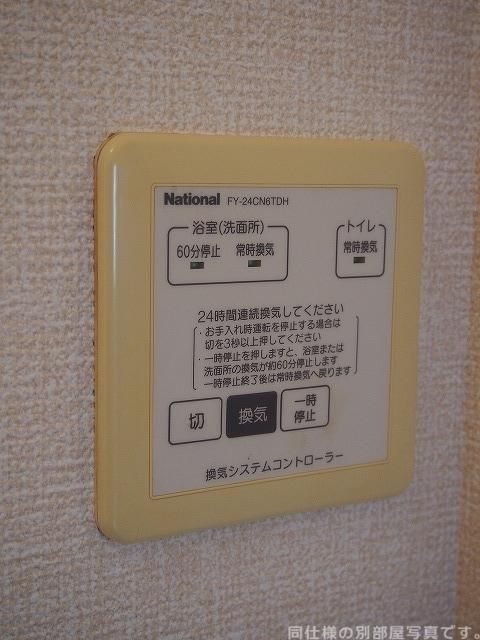 National FY-24CN6TDH
浴室(洗面所)
トイレ
60分停止 常時換気
常時換気
24時間連続換気してください
・お手入れ時運転を停止する場合は
切を3秒以上押してください
・一時停止を押しますと、浴室または
洗面所の換気が約60分停止します
一時停止終了後は常時換気へ戻ります
切
換気
一時
停止
換気システムコントローラー
同仕様の別部屋写真です。